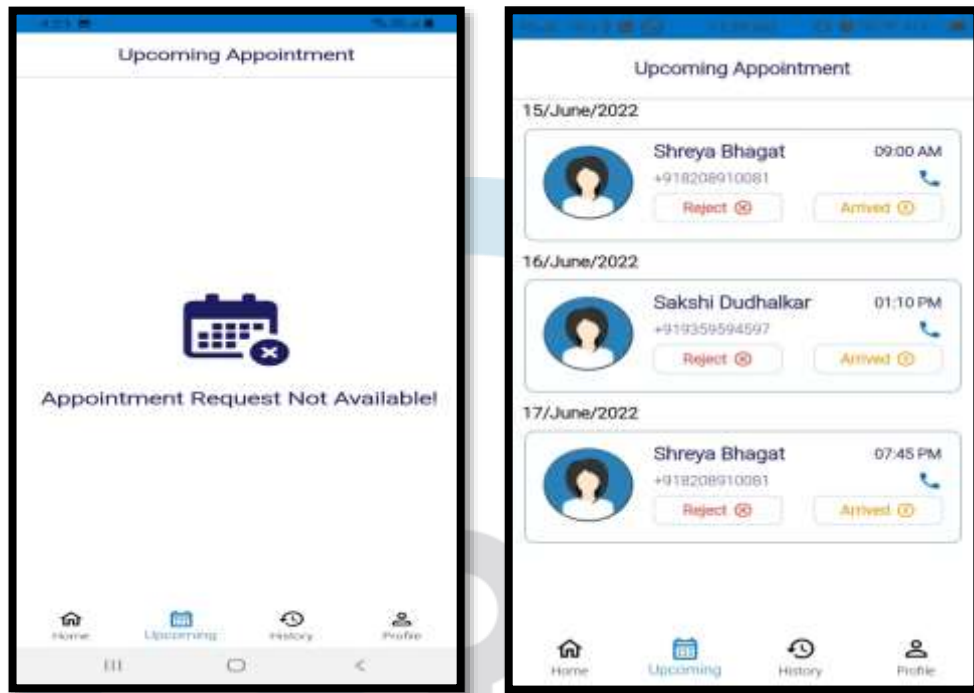 Upcoming Appointment
Appointment Request Not Available!
Home Upcoming History Profile
Upcoming Appointment
15/June/2022
Shreya Bhagat 09:00 AM
+918208910081
Reject Arrived
16/June/2022
Sakshi Dudhalkar 01:10 PM
+919359594597
Reject Arrived
17/June/2022
Shreya Bhagat 07:45 PM
+918208910081
Reject Arrived
Home Upcoming History Profile